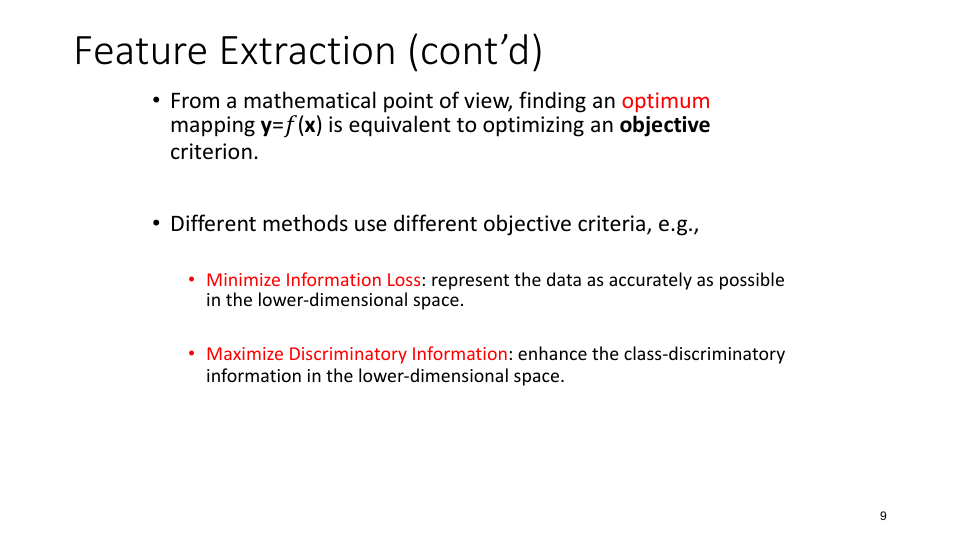 Feature Extraction (cont’d)
• From a mathematical point of view, finding an optimum
mapping y=𝑓(x) is equivalent to optimizing an objective
criterion.
• Different methods use different objective criteria, e.g.,
• Minimize Information Loss: represent the data as accurately as possible
in the lower-dimensional space.
• Maximize Discriminatory Information: enhance the class-discriminatory
information in the lower-dimensional space.
9